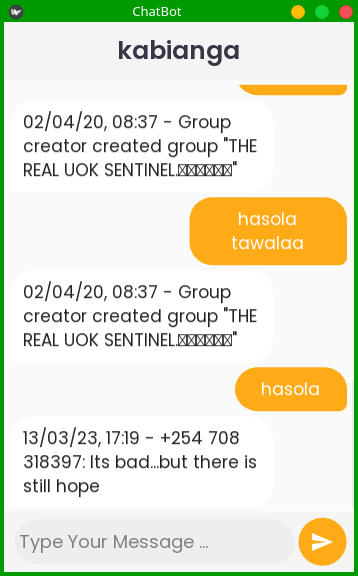 ChatBot
kabianga
02/04/20, 08:37 - Group
creator created group "THE
REAL UOK SENTINEL."
hasola
tawalaa
02/04/20, 08:37 - Group
creator created group "THE
REAL UOK SENTINEL."
hasola
13/03/23, 17:19 - +254 708
318397: Its bad...but there is
still hope
Type Your Message ...